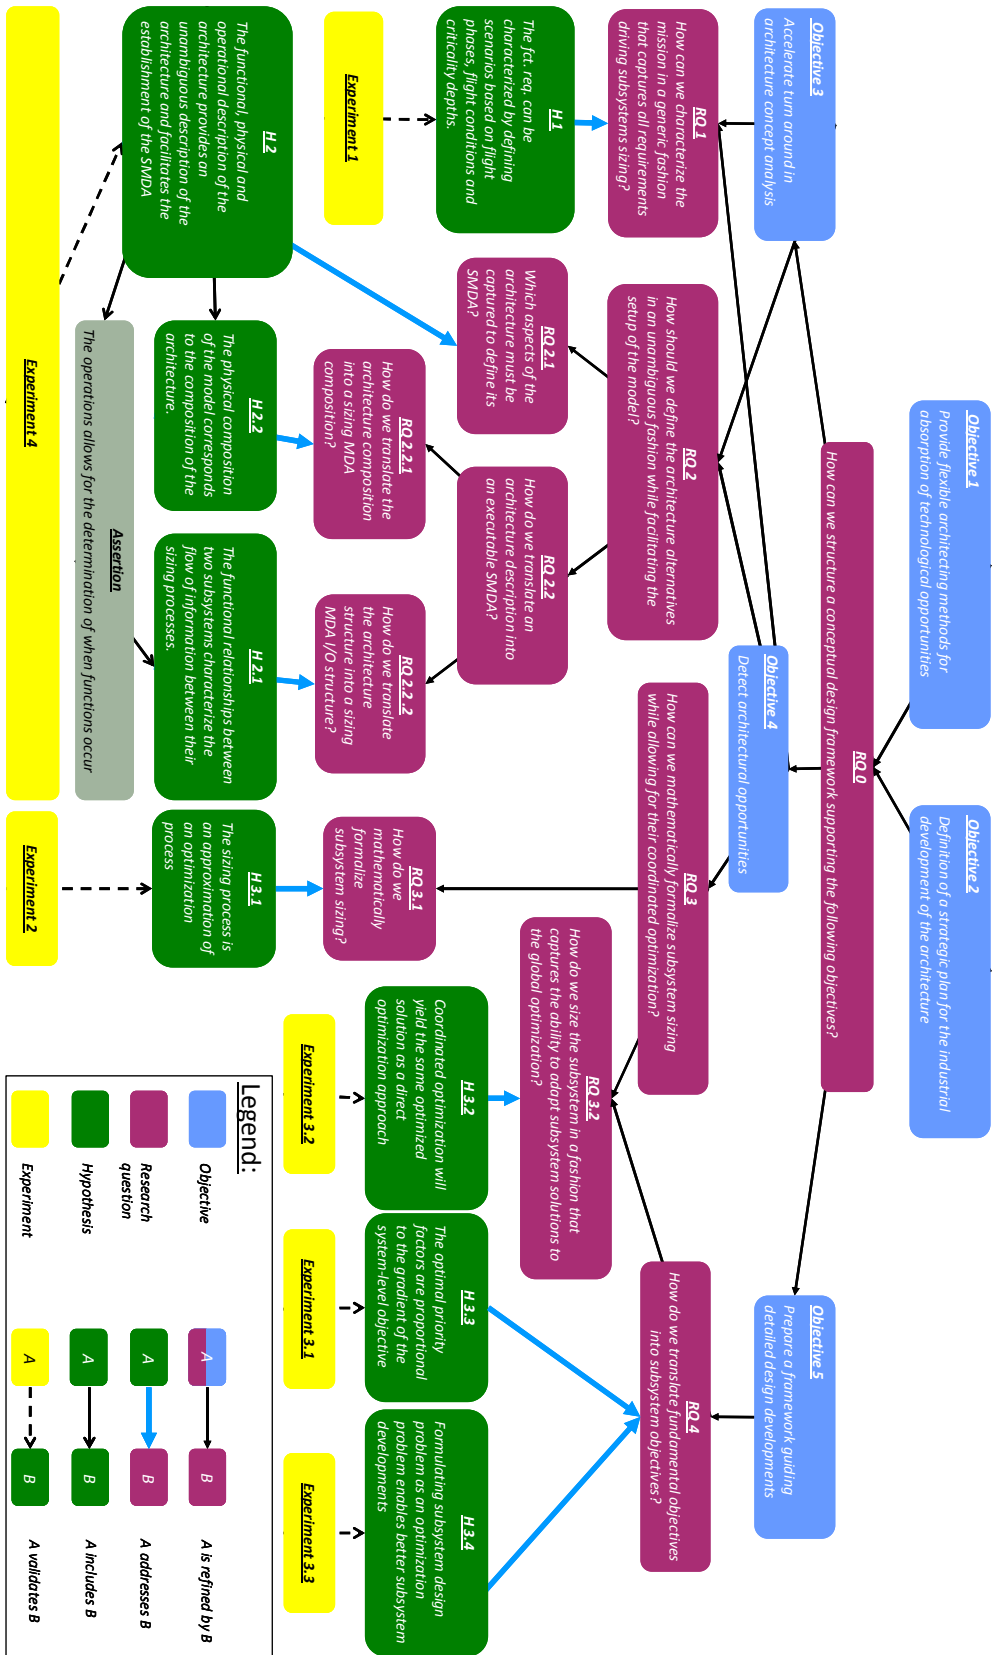 Objective 1
Provide flexible architecting methods for
absorption of technological opportunities
Objective 2
Definition of a strategic plan for the industrial
development of the architecture
RQ 0
How can we structure a conceptual design framework supporting the following objectives?
Objective 3
Accelerate turn around in
architecture concept analysis
Objective 4
Detect architectural opportunities
Objective 5
Prepare a framework guiding
detailed design developments
RQ 1
How can we characterize the
mission in a generic fashion
that captures all requirements
driving subsystems sizing?
RQ 2
How should we define the architecture alternatives
in an unambiguous fashion while facilitating the
setup of the model?
RQ 3
How can we mathematically formalize subsystem sizing
while allowing for their coordinated optimization?
RQ 4
How do we translate fundamental objectives
into subsystem objectives?
H 1
The fct. req. can be
characterized by defining
scenarios based on flight
phases, flight conditions and
criticality depths.
RQ 2.1
Which aspects of the
architecture must be
captured to define its
SMDA?
RQ 2.2
How do we translate an
architecture description into
an executable SMDA?
RQ 3.2
How do we size the subsystem in a fashion that
captures the ability to adapt subsystem solutions to
the global optimization?
Experiment 1
RQ 2.2.1
How do we translate the
architecture composition
into a sizing MDA
composition?
RQ 2.2 .2
How do we translate
the architecture
structure into a sizing
MDA I/O structure?
RQ 3.1
How do we
mathematically
formalize
subsystem sizing?
H 3.2
Coordinated optimization will
yield the same optimized
solution as a direct
optimization approach
H 3.3
The optimal priority
factors are proportional
to the gradient of the
system-level objective
H 3.4
Formulating subsystem design
problem as an optimization
problem enables better subsystem
developments
H 2
The functional, physical and
operational description of the
architecture provides an
unambiguous description of the
architecture and facilitates the
establishment of the SMDA
H 2.2
The physical composition
of the model corresponds
to the composition of the
architecture.
H 2.1
The functional relationships between
two subsystems characterize the
flow of information between their
sizing processes.
H 3.1
The sizing process is
an approximation of
an optimization
process
Experiment 3.2
Experiment 3.1
Experiment 3.3
Assertion
The operations allows for the determination of when functions occur
Experiment 4
Experiment 2
Legend:
Objective
Research
question
Hypothesis
Experiment
A
B
A is refined by B
A
B
A addresses B
A
B
A includes B
A
B
A validates B